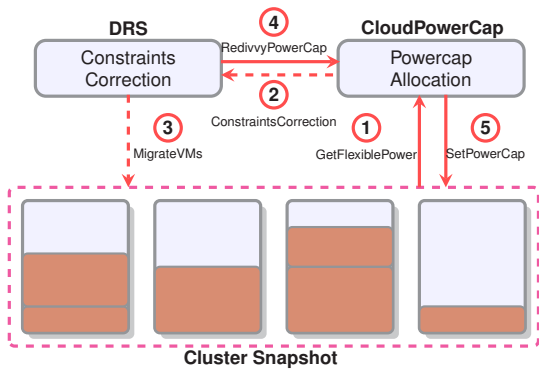 DRS
CloudPowerCap
4
RedivvyPowerCap
Constraints
Correction
Powercap
Allocation
2
ConstraintsCorrection
3
MigrateVMs
1
GetFlexiblePower
5
SetPowerCap
Cluster Snapshot